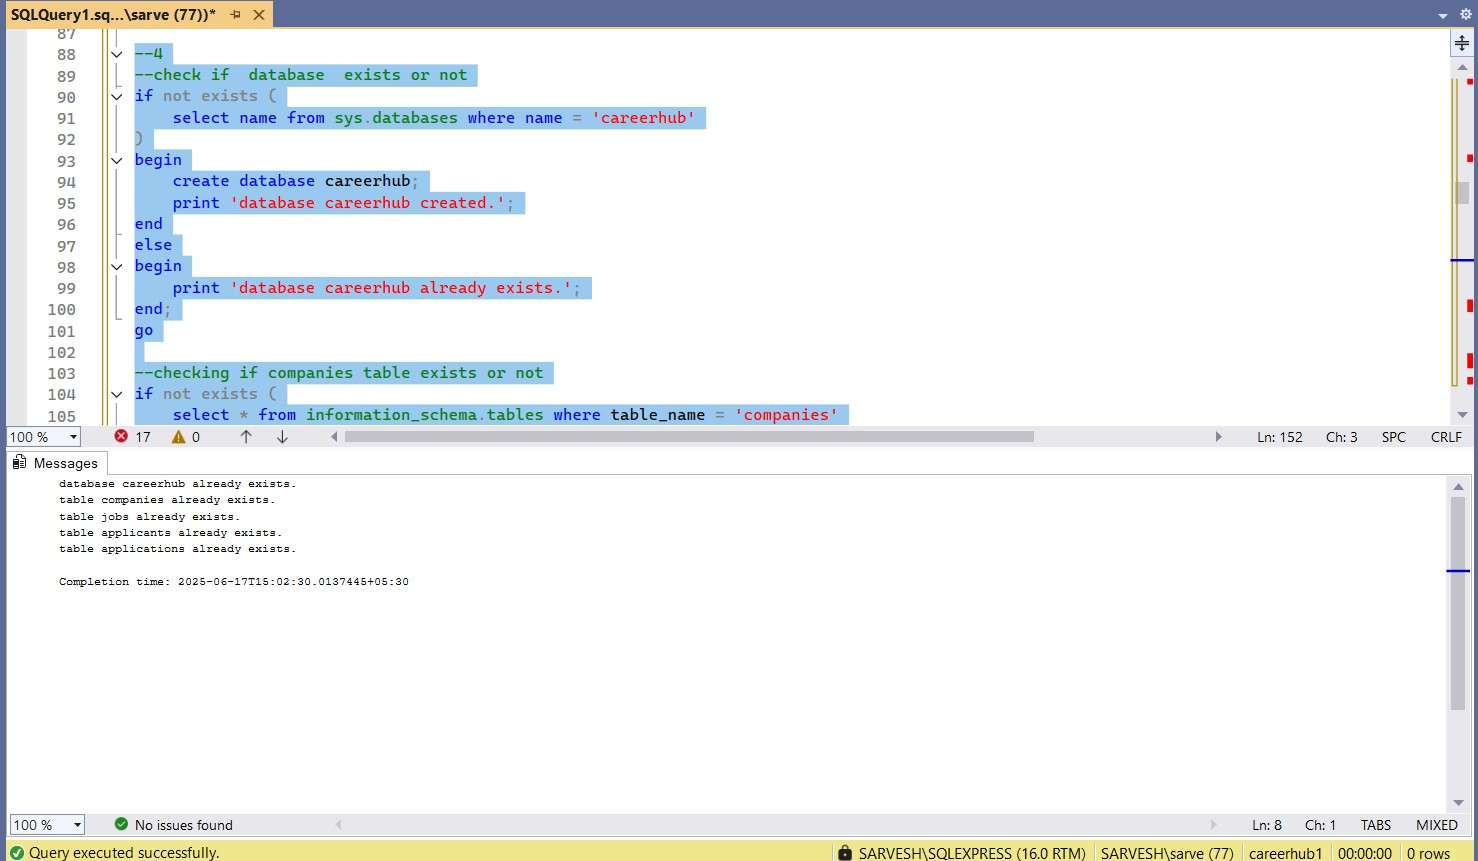 SQLQuery1.sq...\sarve (77))*
87
88 --4
89 --check if  database  exists or not
90 if not exists (
91     select name from sys.databases where name = 'careerhub'
92 )
93 begin
94     create database careerhub;
95     print 'database careerhub created.';
96 end
97 else
98 begin
99     print 'database careerhub already exists.';
100 end;
101 go
102
103 --checking if companies table exists or not
104 if not exists (
105     select * from information_schema.tables where table_name = 'companies'
100 % 17 0 Ln: 152 Ch: 3 SPC CRLF
Messages
database careerhub already exists.
table companies already exists.
table jobs already exists.
table applicants already exists.
table applications already exists.
Completion time: 2025-06-17T15:02:30.0137445+05:30
100 % No issues found Ln: 8 Ch: 1 TABS MIXED
Query executed successfully. SARVESH\SQLEXPRESS (16.0 RTM) SARVESH\sarve (77) careerhub1 00:00:00 0 rows